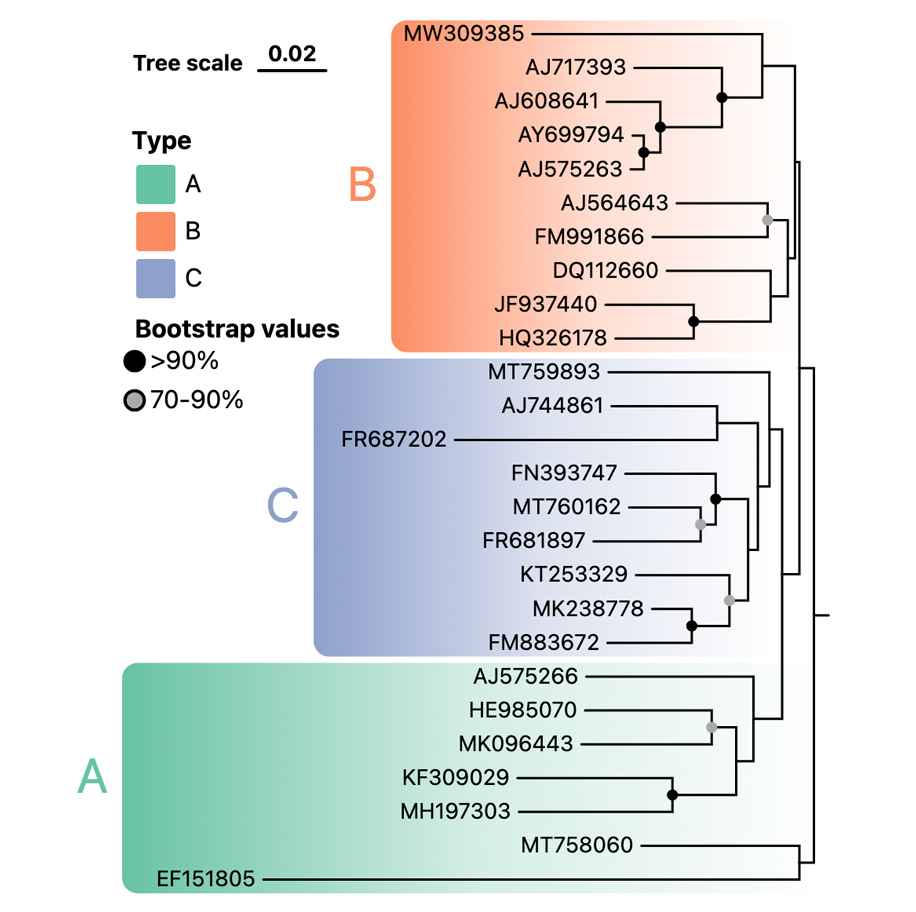 Tree scale 0.02
Type
A
B
C
Bootstrap values
>90%
70-90%
B
MW309385
AJ717393
AJ608641
AY699794
AJ575263
AJ564643
FM991866
DQ112660
JF937440
HQ326178
C
MT759893
AJ744861
FR687202
FN393747
MT760162
FR681897
KT253329
MK238778
FM883672
A
AJ575266
HE985070
MK096443
KF309029
MH197303
MT758060
EF151805